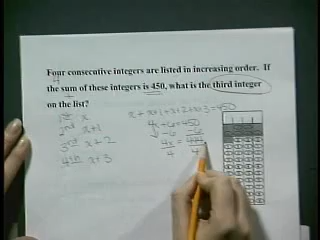 Four consecutive integers are listed in increasing order. If
4
the sum of these integers is 450, what is the third integer
on the list?
x + x+1 + x+2 + x+3 = 450
1st x
4x + 6 = 450
2nd x+1
-6 -6
3rd x + 2
4x = 444
4th x + 3
4 4